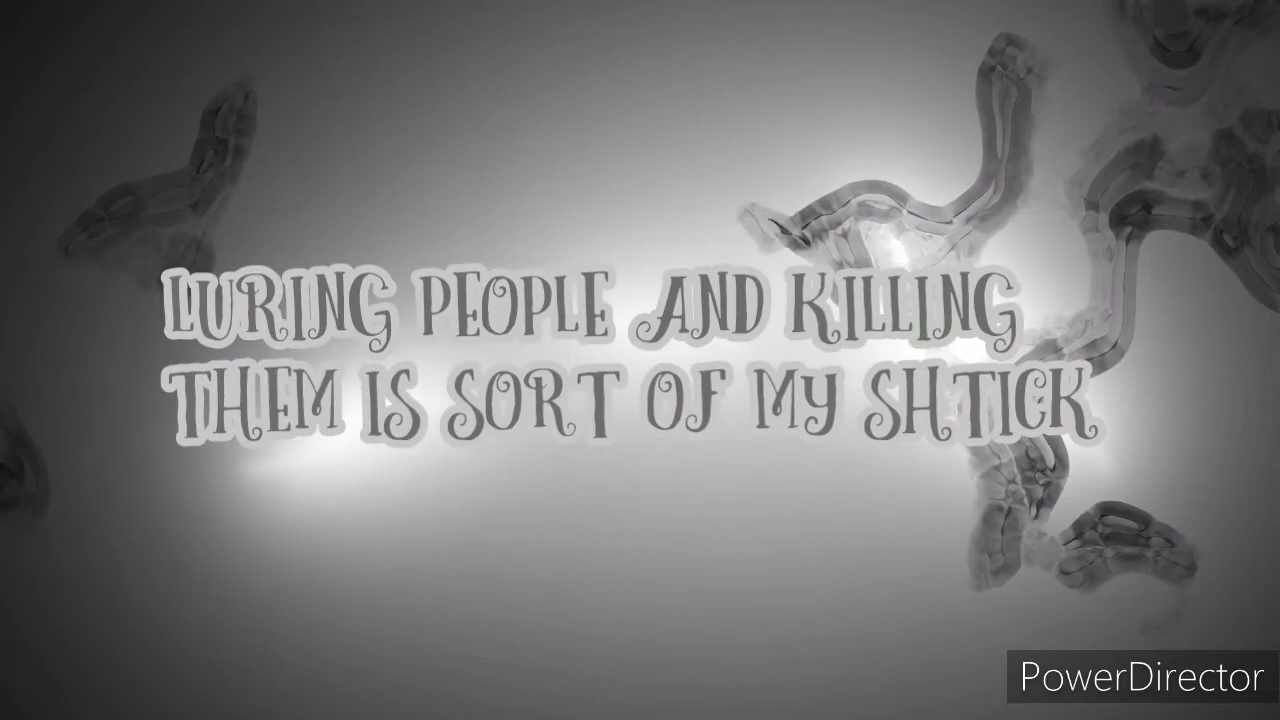 LURING PEOPLE AND KILLING
THEM IS SORT OF MY SHTICK
PowerDirector